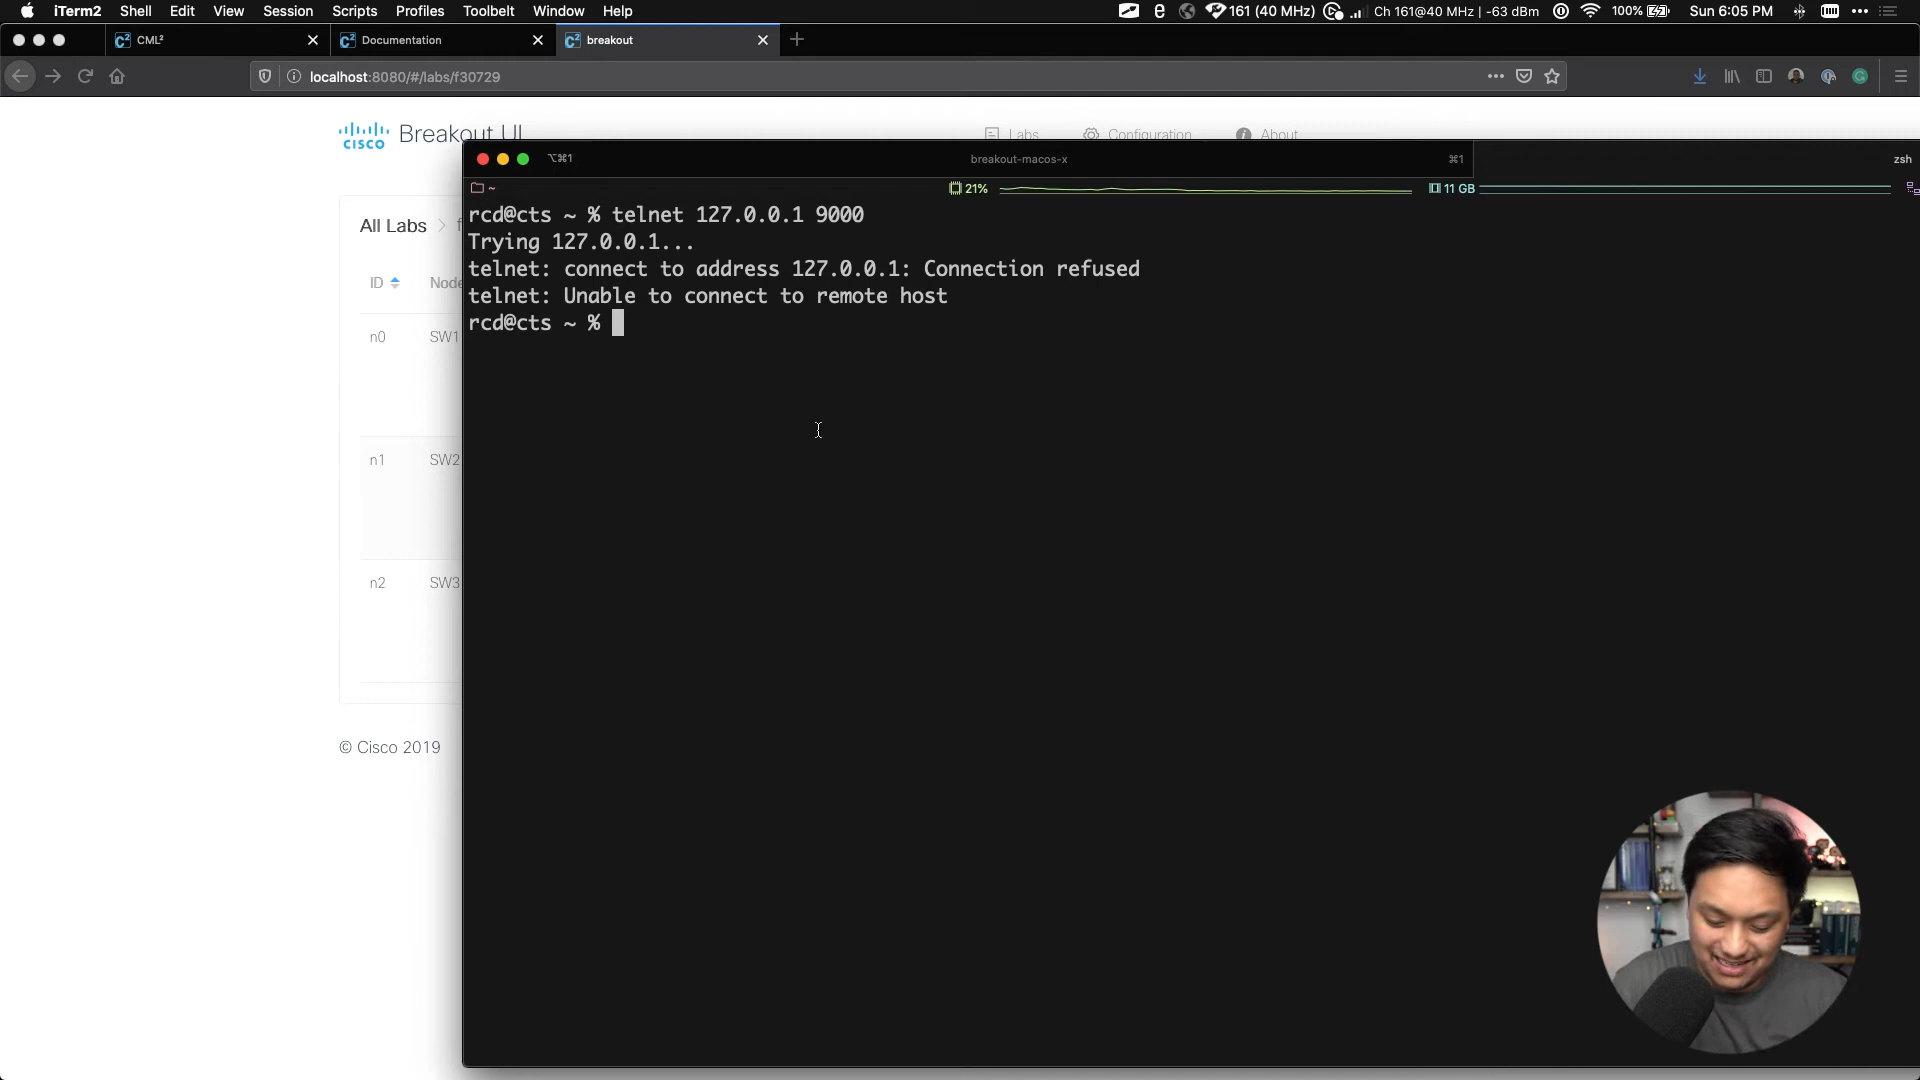 iTerm2 Shell Edit View Session Scripts Profiles Toolbelt Window Help 161 (40 MHz) Ch 161@40 MHz | -63 dBm 100% Sun 6:05 PM
CML² Documentation breakout
localhost:8080/#/labs/f30729
CISCO Breakout UI Labs Configuration About
⌥⌘1 breakout-macos-x ⌘1 zsh
~ 21% 11 GB
rcd@cts ~ % telnet 127.0.0.1 9000
Trying 127.0.0.1...
telnet: connect to address 127.0.0.1: Connection refused
telnet: Unable to connect to remote host
rcd@cts ~ %
All Labs > f
ID Node
n0 SW1
n1 SW2
n2 SW3
© Cisco 2019